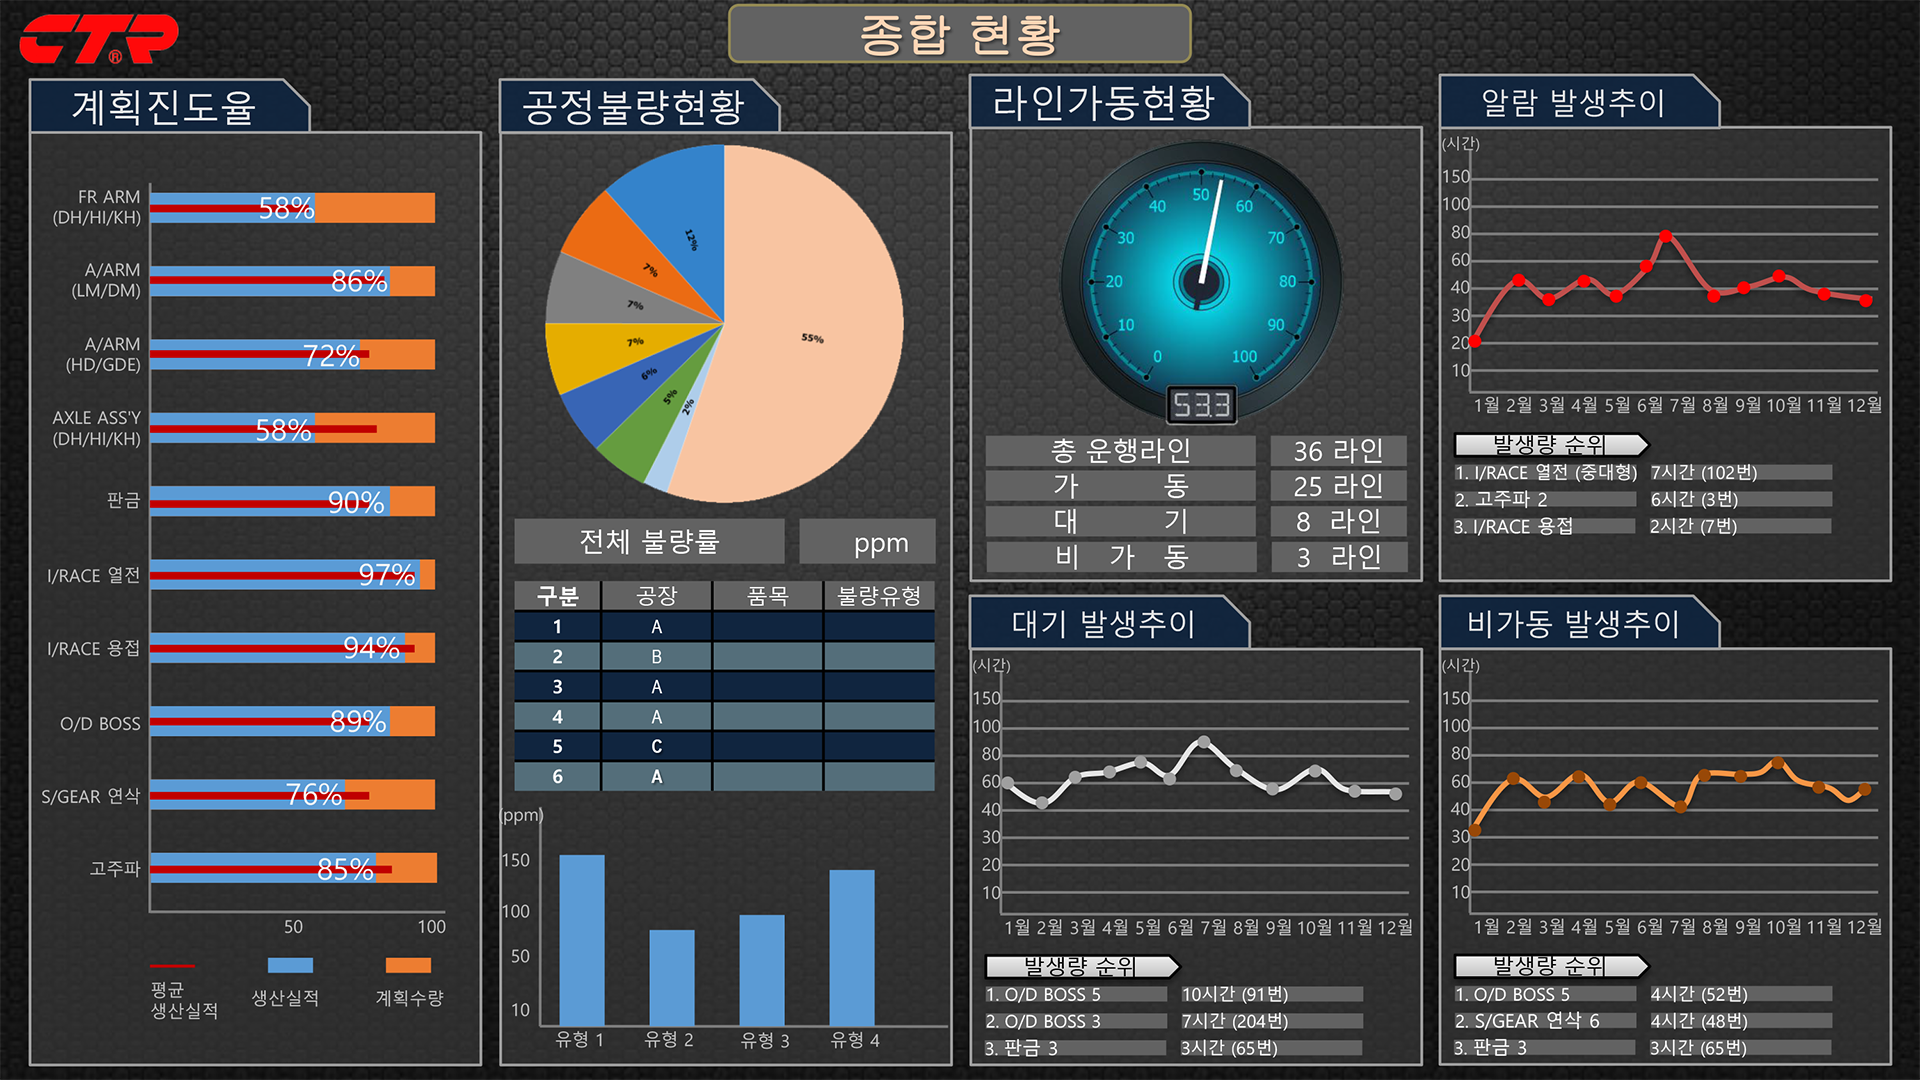 CTR®
종합 현황
계획진도율
FR ARM
(DH/HI/KH)
58%
A/ARM
(LM/DM)
86%
A/ARM
(HD/GDE)
72%
AXLE ASS'Y
(DH/HI/KH)
58%
판금
90%
I/RACE 열전
97%
I/RACE 용접
94%
O/D BOSS
89%
S/GEAR 연삭
76%
고주파
85%
50 100
평균
생산실적
생산실적
계획수량
공정불량현황
12%
7%
7%
7%
6%
5%
2%
55%
전체 불량률 ppm
구분 공장 품목 불량유형
1 A
2 B
3 A
4 A
5 C
6 A
(ppm)
150
100
50
10
유형 1 유형 2 유형 3 유형 4
라인가동현황
0 10 20 30 40 50 60 70 80 90 100
53.3
총 운행라인 36 라인
가 동 25 라인
대 기 8 라인
비 가 동 3 라인
알람 발생추이
(시간)
150
100
80
60
40
30
20
10
1월 2월 3월 4월 5월 6월 7월 8월 9월 10월 11월 12월
발생량 순위
1. I/RACE 열전 (중대형) 7시간 (102번)
2. 고주파 2 6시간 (3번)
3. I/RACE 용접 2시간 (7번)
대기 발생추이
(시간)
150
100
80
60
40
30
20
10
1월 2월 3월 4월 5월 6월 7월 8월 9월 10월 11월 12월
발생량 순위
1. O/D BOSS 5 10시간 (91번)
2. O/D BOSS 3 7시간 (204번)
3. 판금 3 3시간 (65번)
비가동 발생추이
(시간)
150
100
80
60
40
30
20
10
1월 2월 3월 4월 5월 6월 7월 8월 9월 10월 11월 12월
발생량 순위
1. O/D BOSS 5 4시간 (52번)
2. S/GEAR 연삭 6 4시간 (48번)
3. 판금 3 3시간 (65번)